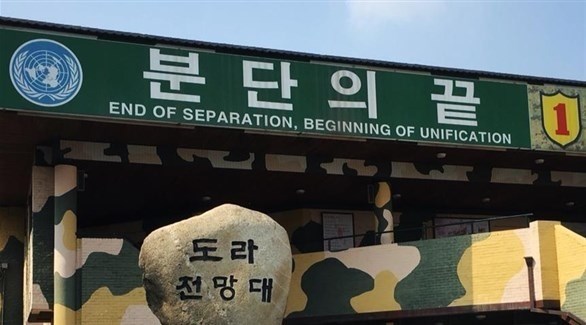 분단의 끝
END OF SEPARATION, BEGINNING OF UNIFICATION
1
도라
전망대